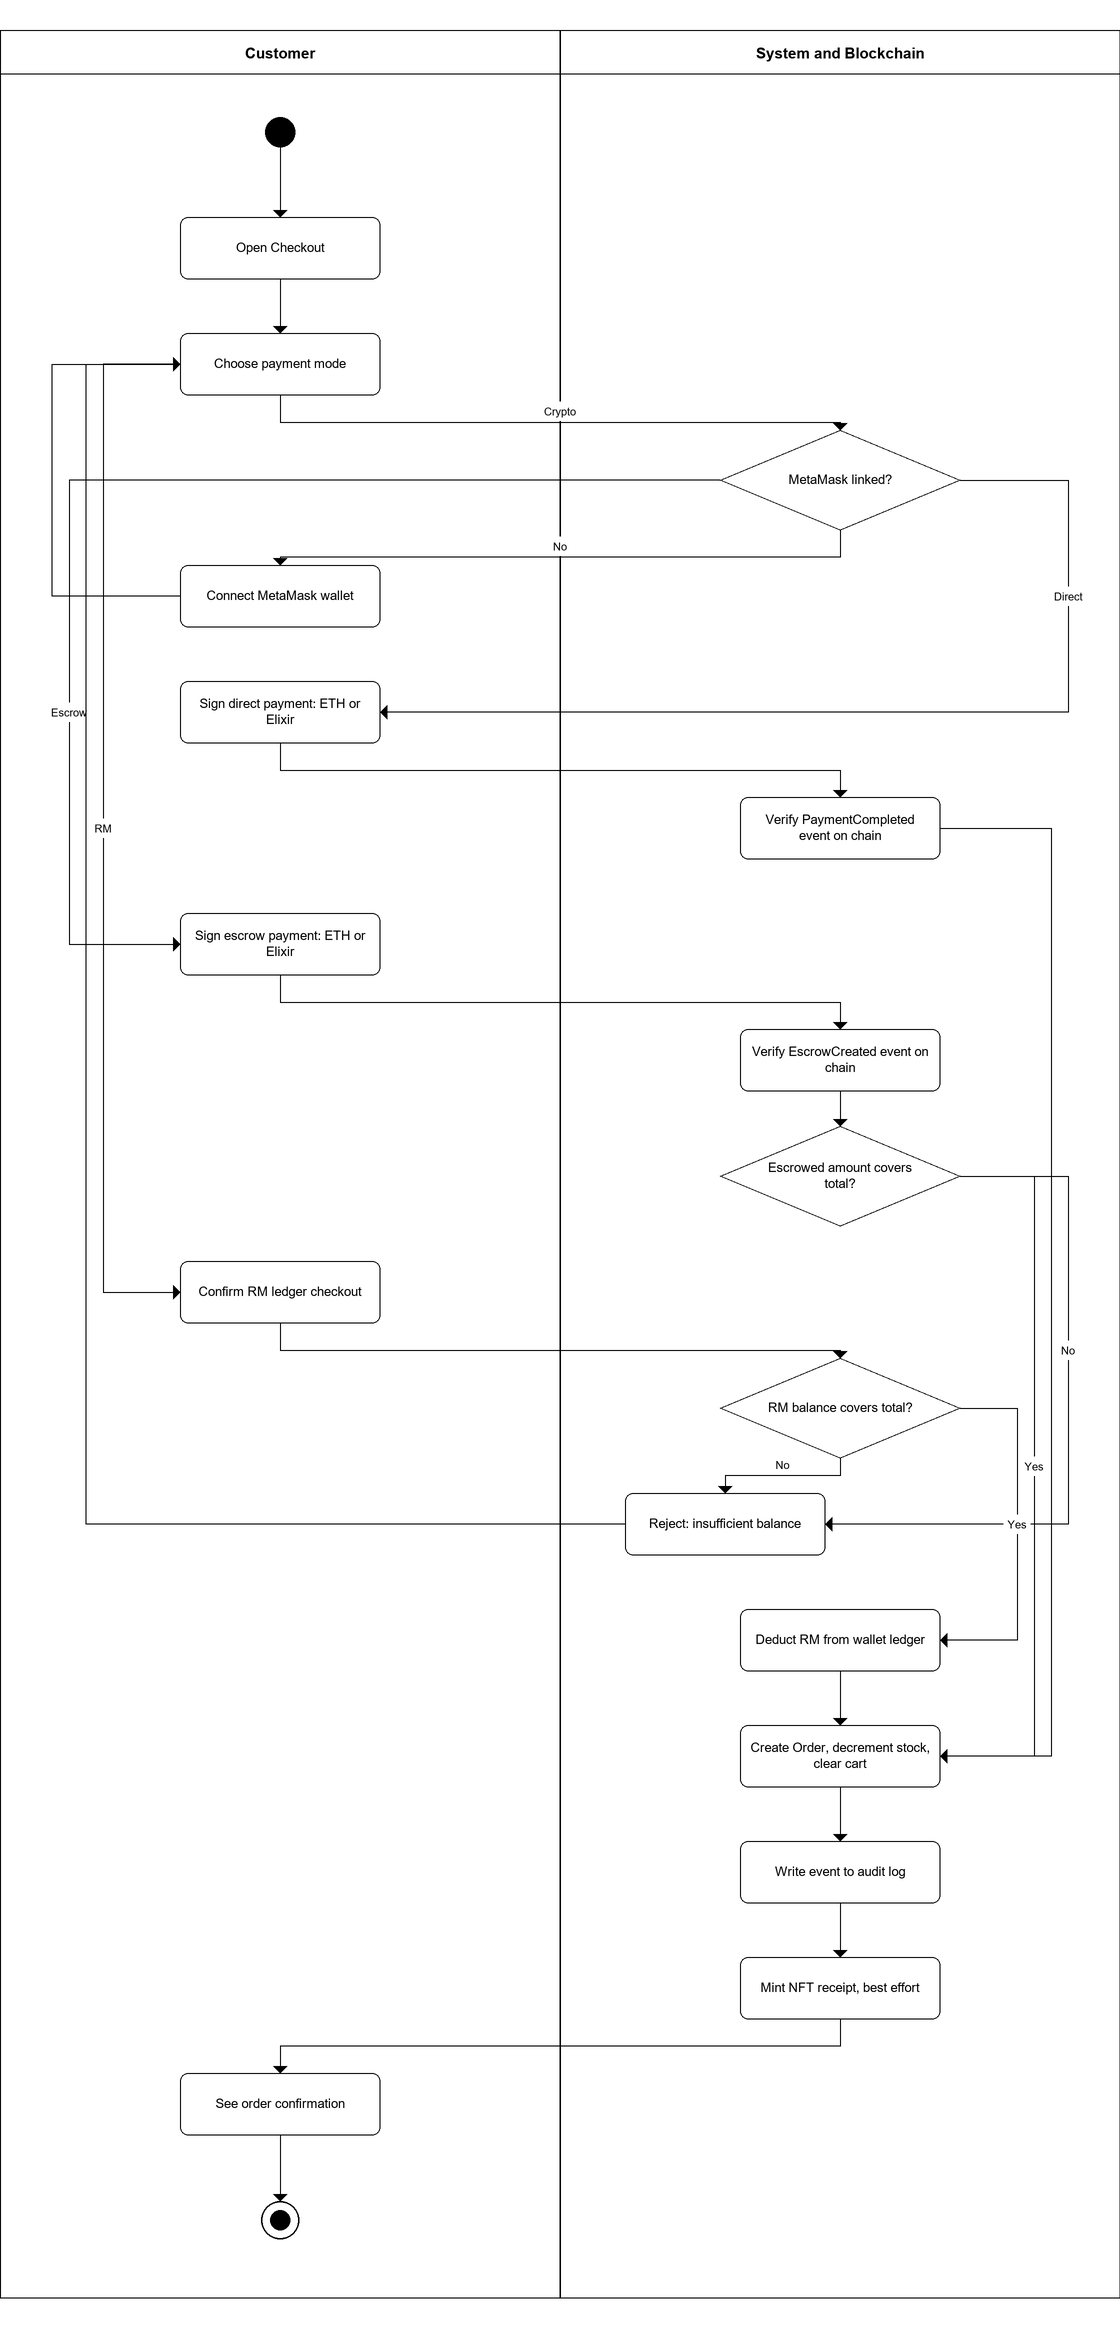 Customer
System and Blockchain
Open Checkout
Choose payment mode
Crypto
MetaMask linked?
No
Connect MetaMask wallet
Direct
Sign direct payment: ETH or
Elixir
Escrow
Verify PaymentCompleted
event on chain
RM
Sign escrow payment: ETH or
Elixir
Verify EscrowCreated event on
chain
Escrowed amount covers
total?
Confirm RM ledger checkout
No
RM balance covers total?
No
Yes
Reject: insufficient balance
Yes
Deduct RM from wallet ledger
Create Order, decrement stock,
clear cart
Write event to audit log
Mint NFT receipt, best effort
See order confirmation